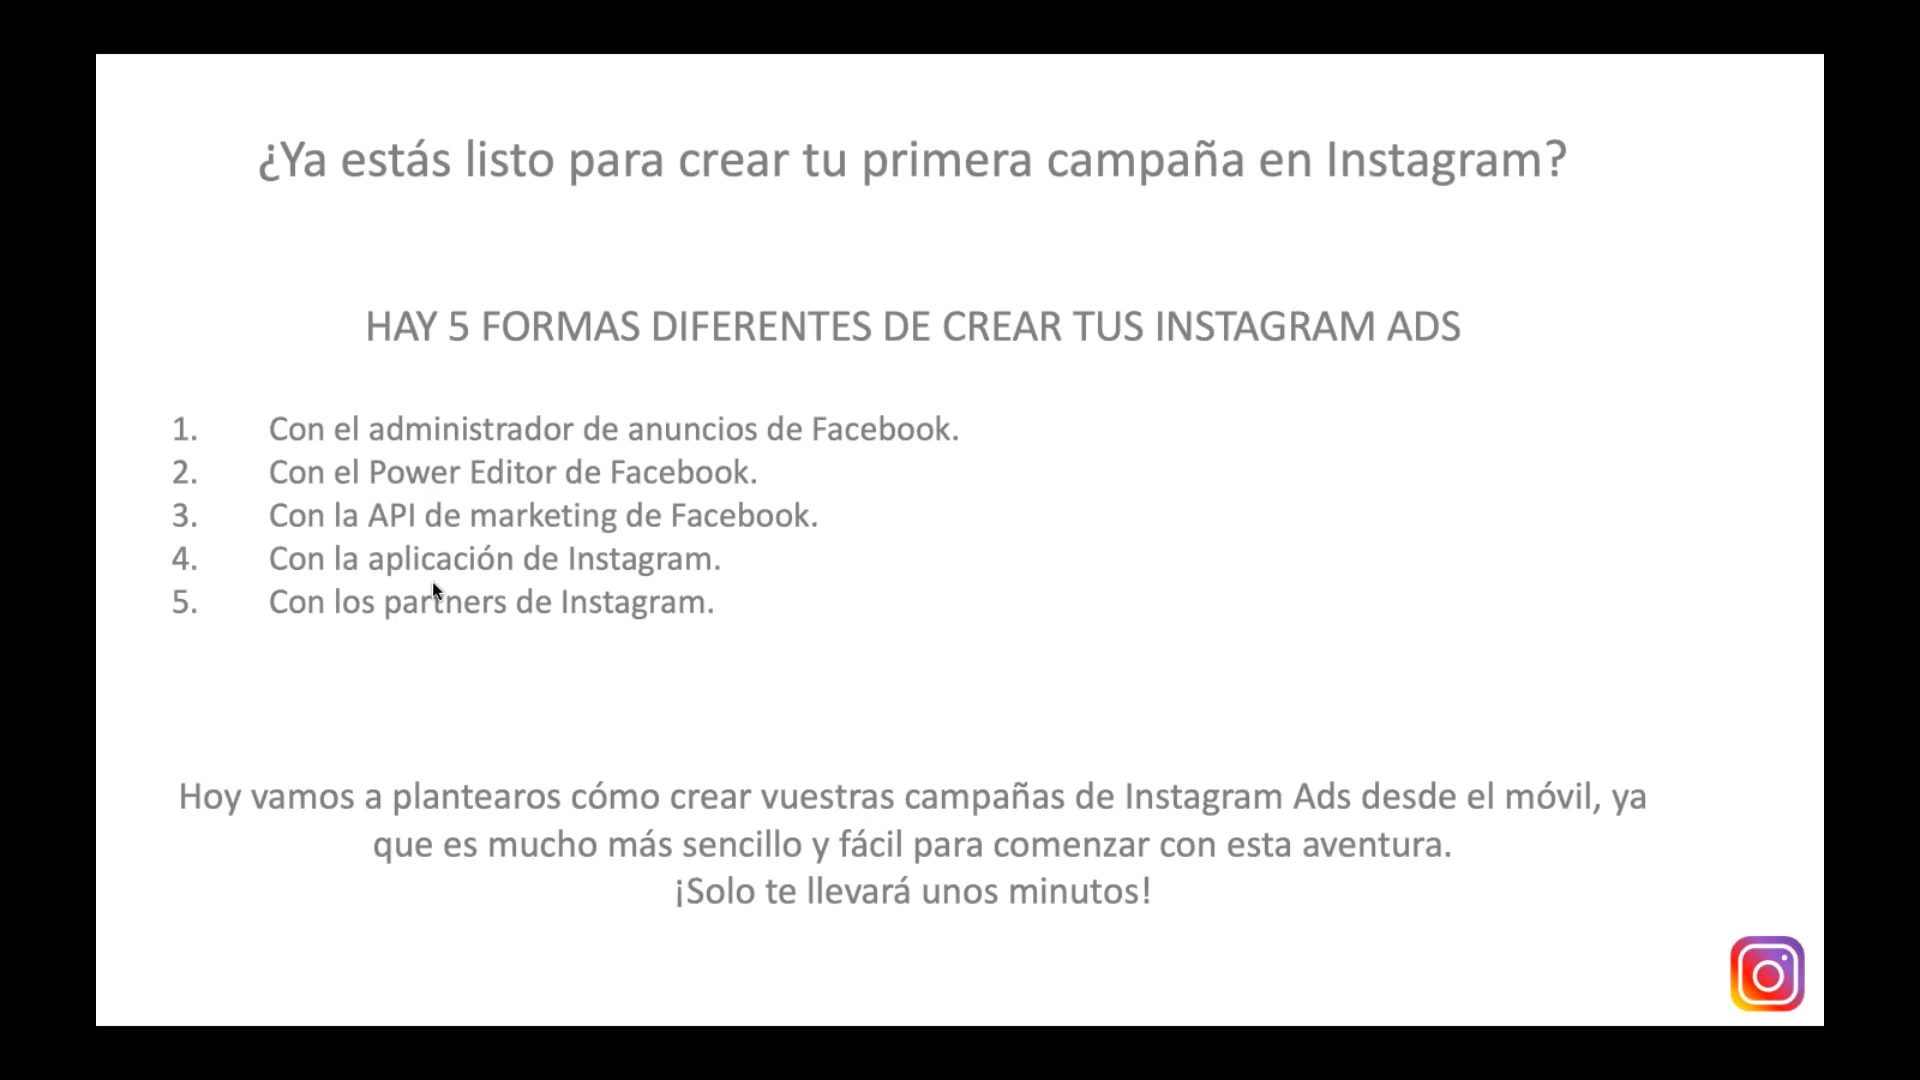 ¿Ya estás listo para crear tu primera campaña en Instagram?
HAY 5 FORMAS DIFERENTES DE CREAR TUS INSTAGRAM ADS
1. Con el administrador de anuncios de Facebook.
2. Con el Power Editor de Facebook.
3. Con la API de marketing de Facebook.
4. Con la aplicación de Instagram.
5. Con los partners de Instagram.
Hoy vamos a plantearos cómo crear vuestras campañas de Instagram Ads desde el móvil, ya
que es mucho más sencillo y fácil para comenzar con esta aventura.
¡Solo te llevará unos minutos!